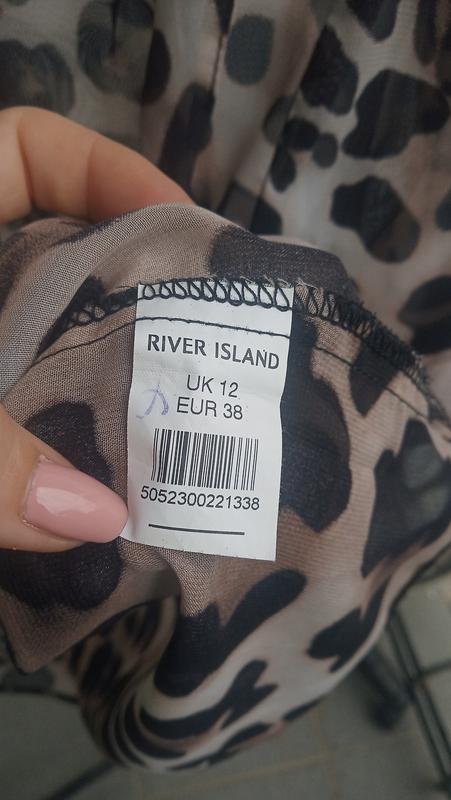 RIVER ISLAND
UK 12
EUR 38
5052300221338